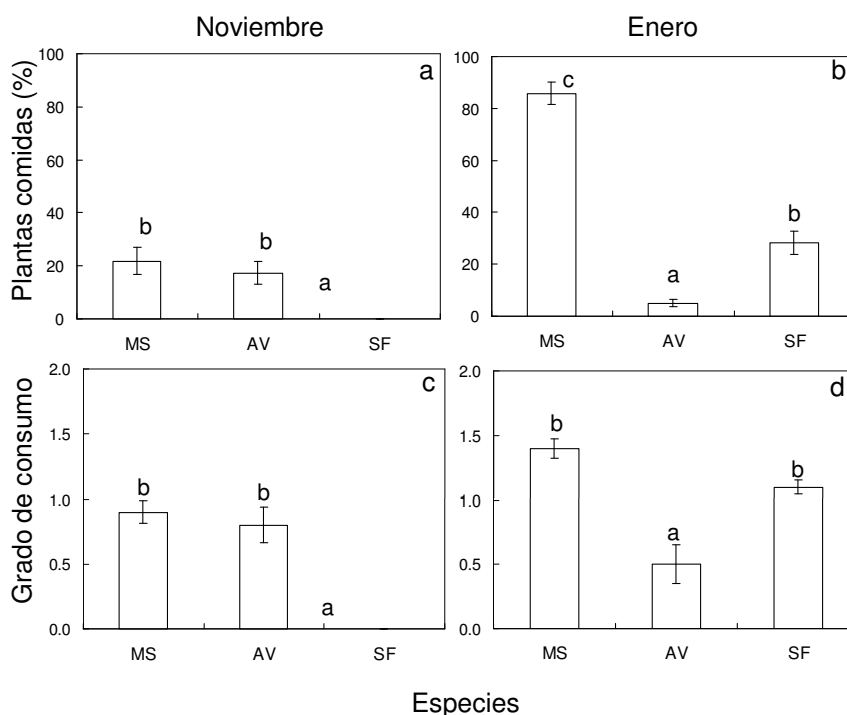 Noviembre
Enero
Plantas comidas (%)
100
80
60
40
20
0
a
b
b
a
MS
AV
SF
100
80
60
40
20
0
b
c
a
b
MS
AV
SF
Grado de consumo
2.0
1.5
1.0
0.5
0.0
c
b
b
a
MS
AV
SF
2.0
1.5
1.0
0.5
0.0
d
b
a
b
MS
AV
SF
Especies